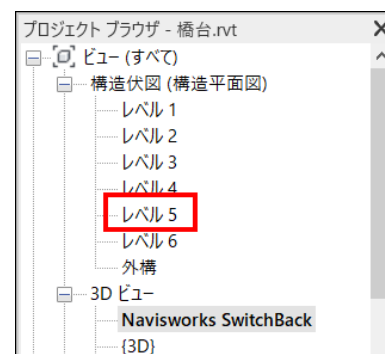 プロジェクト ブラウザ - 橋台.rvt
ビュー (すべて)
構造伏図 (構造平面図)
レベル 1
レベル 2
レベル 3
レベル 4
レベル 5
レベル 6
外構
3D ビュー
Navisworks SwitchBack
{3D}